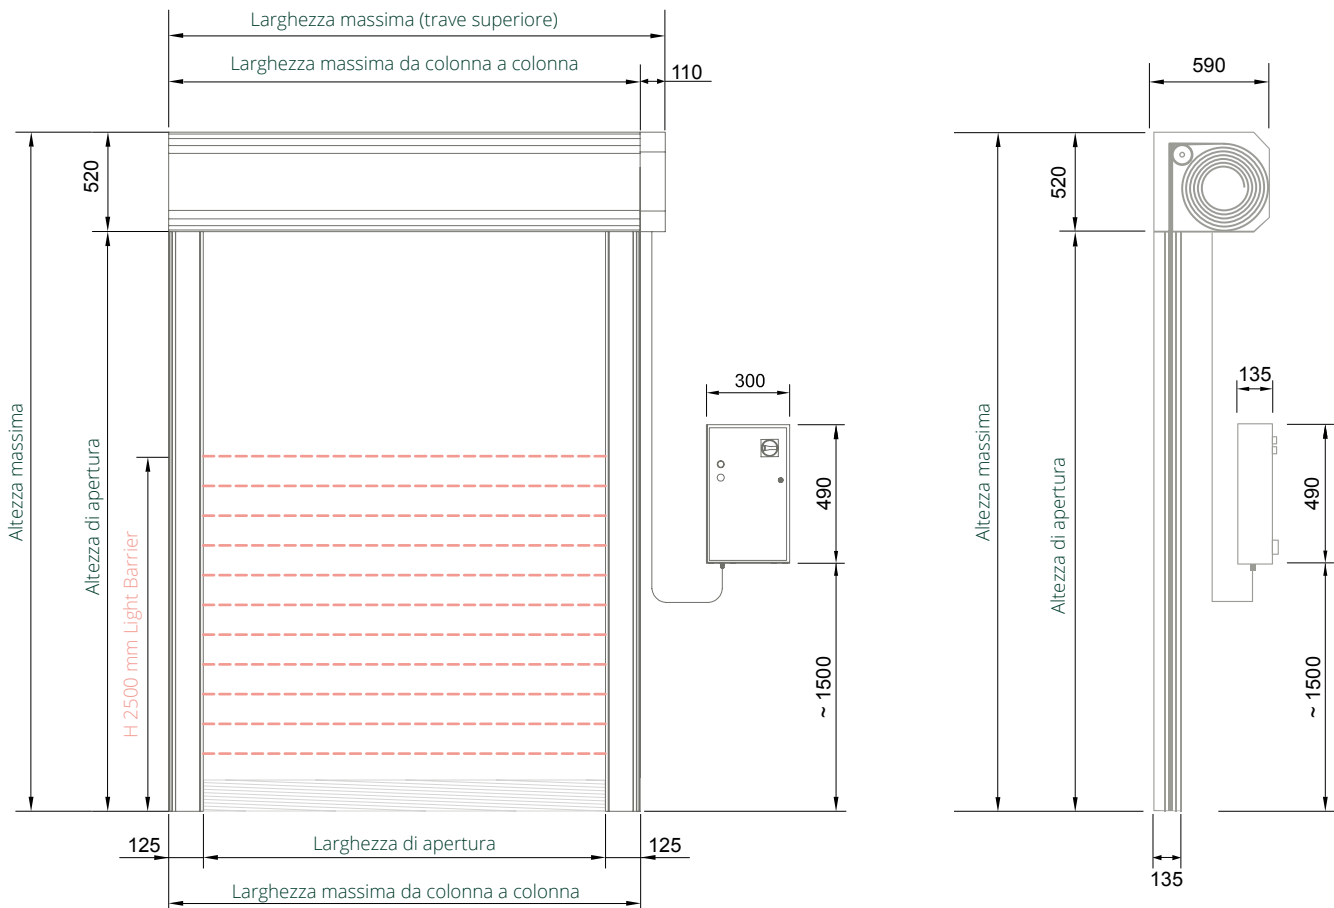 Larghezza massima (trave superiore)
Larghezza massima da colonna a colonna
110
520
Altezza massima
Altezza di apertura
H 2500 mm Light Barrier
300
490
~ 1500
125
Larghezza di apertura
125
Larghezza massima da colonna a colonna
590
520
Altezza massima
Altezza di apertura
135
490
~ 1500
135